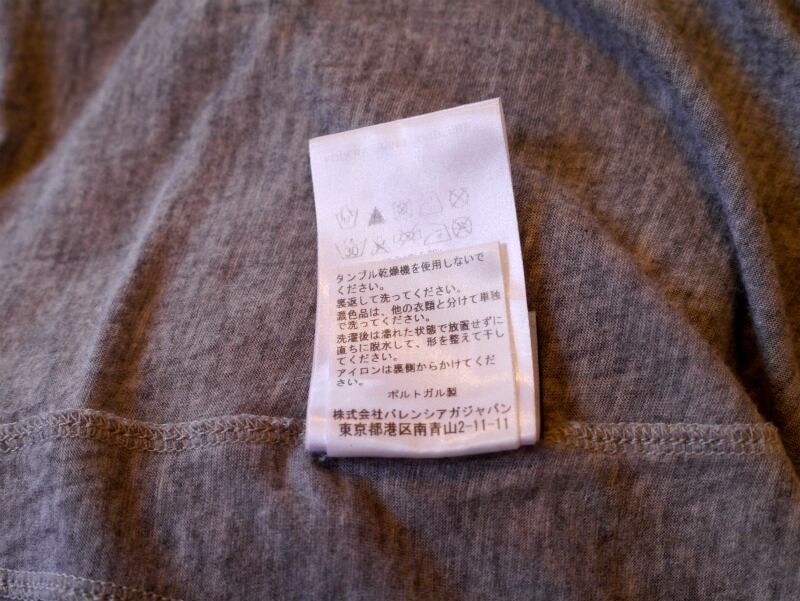 タンブル乾燥機を使用しないで
ください。
裏返して洗ってください。
濃色品は、他の衣類と分けて単独
で洗ってください。
洗濯後は濡れた状態で放置せずに
直ちに脱水して、形を整えて干し
てください。
アイロンは裏側からかけてくだ
さい。
ポルトガル製
株式会社バレンシアガジャパン
東京都港区南青山2-11-11